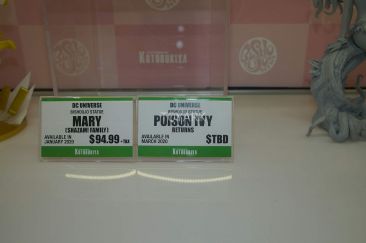 KOTOBUKIYA
DC UNIVERSE
BISHOUJO STATUE
MARY
(SHAZAM! FAMILY)
AVAILABLE IN
JANUARY 2020
$94.99 +TAX
KOTOBUKIYA
DC UNIVERSE
BISHOUJO STATUE
POISON IVY
RETURNS
AVAILABLE IN
MARCH 2020
$TBD
KOTOBUKIYA